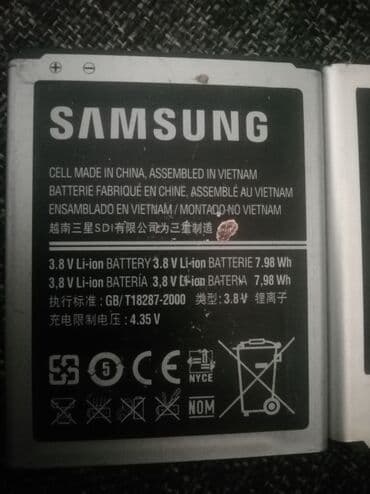 SAMSUNG
CELL MADE IN CHINA, ASSEMBLED IN VIETNAM
BATTERIE FABRIQUÉ EN CHINE, ASSEMBLÉ AU VIETNAM
ENSAMBLADO EN VIETNAM / MONTADO NO VIETNAM
越南三星SDI有限公司为三星制造
3.8 V Li-ion BATTERY 3.8 V Li-ion BATTERIE 7.98 Wh
3,8 V Li-ion BATERÍA 3,8 V Li-ion BATERIA 7,98 Wh
执行标准 : GB/T18287-2000 类型: 3.8 V 锂离子
充电限制电压 : 4.35 V
5 CE NYCE
NOM